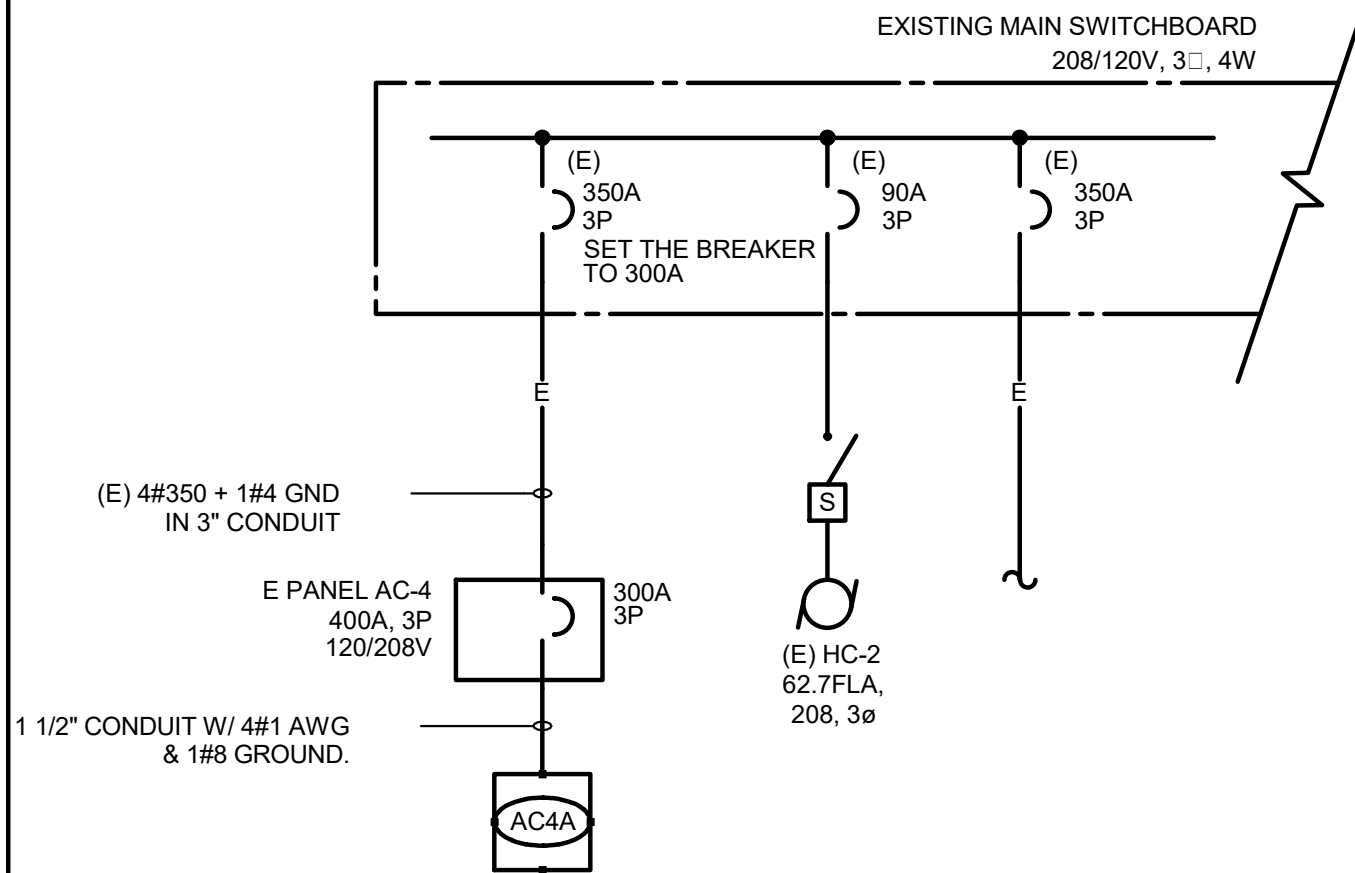 EXISTING MAIN SWITCHBOARD
208/120V, 3□, 4W
(E)
350A
3P
SET THE BREAKER
TO 300A
(E)
90A
3P
(E)
350A
3P
E
E
(E) 4#350 + 1#4 GND
IN 3" CONDUIT
S
E PANEL AC-4
400A, 3P
120/208V
300A
3P
(E) HC-2
62.7FLA,
208, 3ø
1 1/2" CONDUIT W/ 4#1 AWG
& 1#8 GROUND.
AC4A